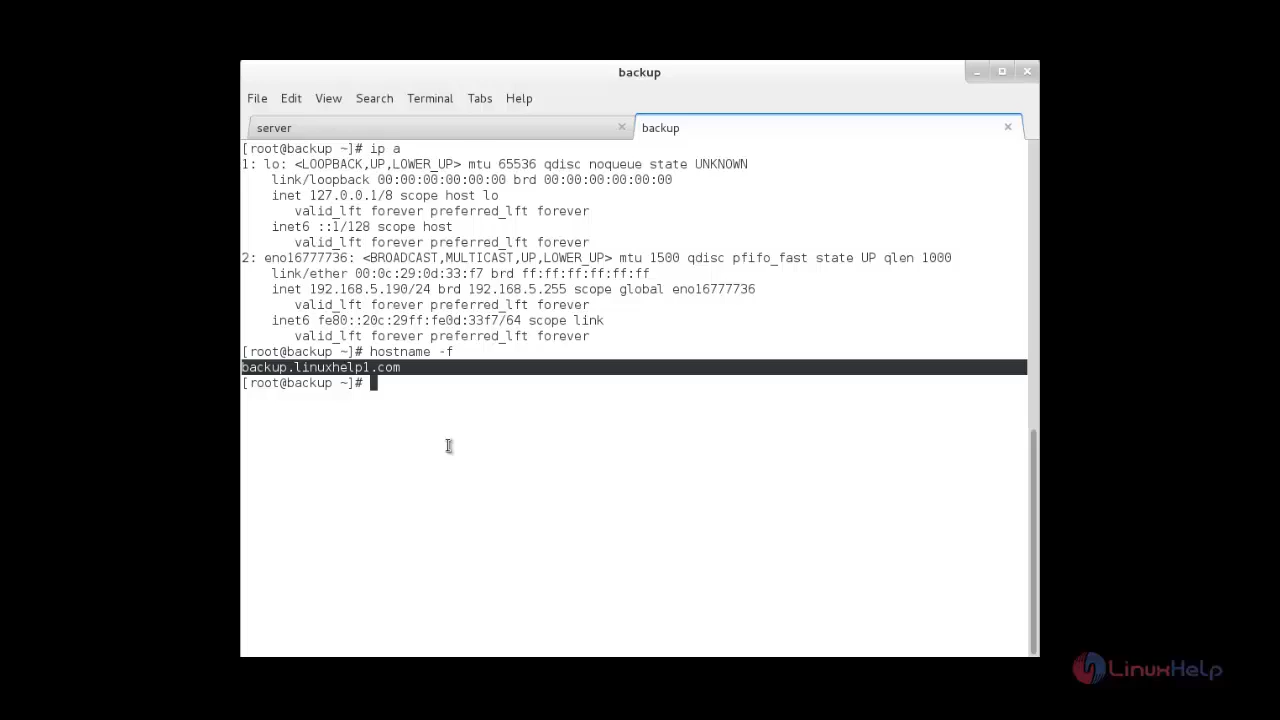 backup
File Edit View Search Terminal Tabs Help
server
backup
[root@backup ~]# ip a
1: lo: <LOOPBACK,UP,LOWER_UP> mtu 65536 qdisc noqueue state UNKNOWN
    link/loopback 00:00:00:00:00:00 brd 00:00:00:00:00:00
    inet 127.0.0.1/8 scope host lo
       valid_lft forever preferred_lft forever
    inet6 ::1/128 scope host
       valid_lft forever preferred_lft forever
2: eno16777736: <BROADCAST,MULTICAST,UP,LOWER_UP> mtu 1500 qdisc pfifo_fast state UP qlen 1000
    link/ether 00:0c:29:0d:33:f7 brd ff:ff:ff:ff:ff:ff
    inet 192.168.5.190/24 brd 192.168.5.255 scope global eno16777736
       valid_lft forever preferred_lft forever
    inet6 fe80::20c:29ff:fe0d:33f7/64 scope link
       valid_lft forever preferred_lft forever
[root@backup ~]# hostname -f
backup.linuxhelp1.com
[root@backup ~]#
LinuxHelp